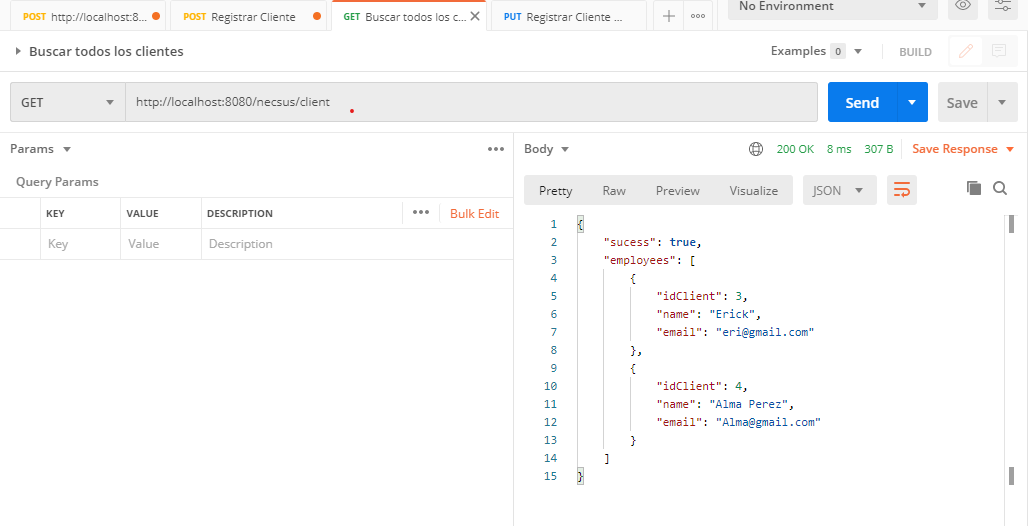 POST http://localhost:8... POST Registrar Cliente GET Buscar todos los c... PUT Registrar Cliente ... No Environment
Buscar todos los clientes Examples 0 BUILD
GET http://localhost:8080/necsus/client Send Save
Params Body 200 OK 8 ms 307 B Save Response
Query Params Pretty Raw Preview Visualize JSON
KEY VALUE DESCRIPTION Bulk Edit
Key Value Description
1 {
2 "sucess": true,
3 "employees": [
4 {
5 "idClient": 3,
6 "name": "Erick",
7 "email": "eri@gmail.com"
8 },
9 {
10 "idClient": 4,
11 "name": "Alma Perez",
12 "email": "Alma@gmail.com"
13 }
14 ]
15 }